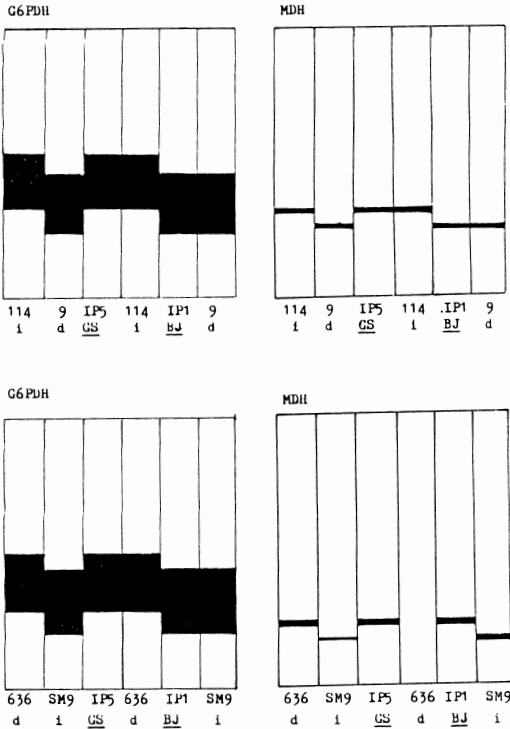 G6PDH
MDH
114 9 IP5 114 IP1 9
i d GS i BJ d
114 9 IP5 114 .IP1 9
i d GS i BJ d
G6PDH
MDH
636 SM9 IP5 636 IP1 SM9
d i GS d BJ i
636 SM9 IP5 636 IP1 SM9
d i GS d BJ i